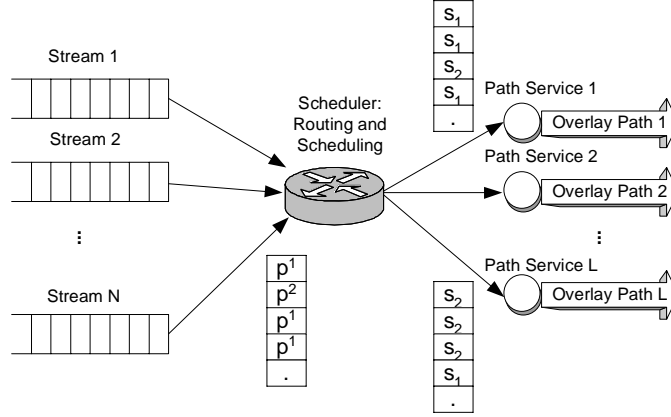 Stream 1
Stream 2
...
Stream N
Scheduler:
Routing and
Scheduling
p¹
p²
p¹
p¹
.
s₁
s₁
s₂
s₁
.
Path Service 1
Overlay Path 1
Path Service 2
Overlay Path 2
...
Path Service L
Overlay Path L
s₂
s₂
s₂
s₁
.